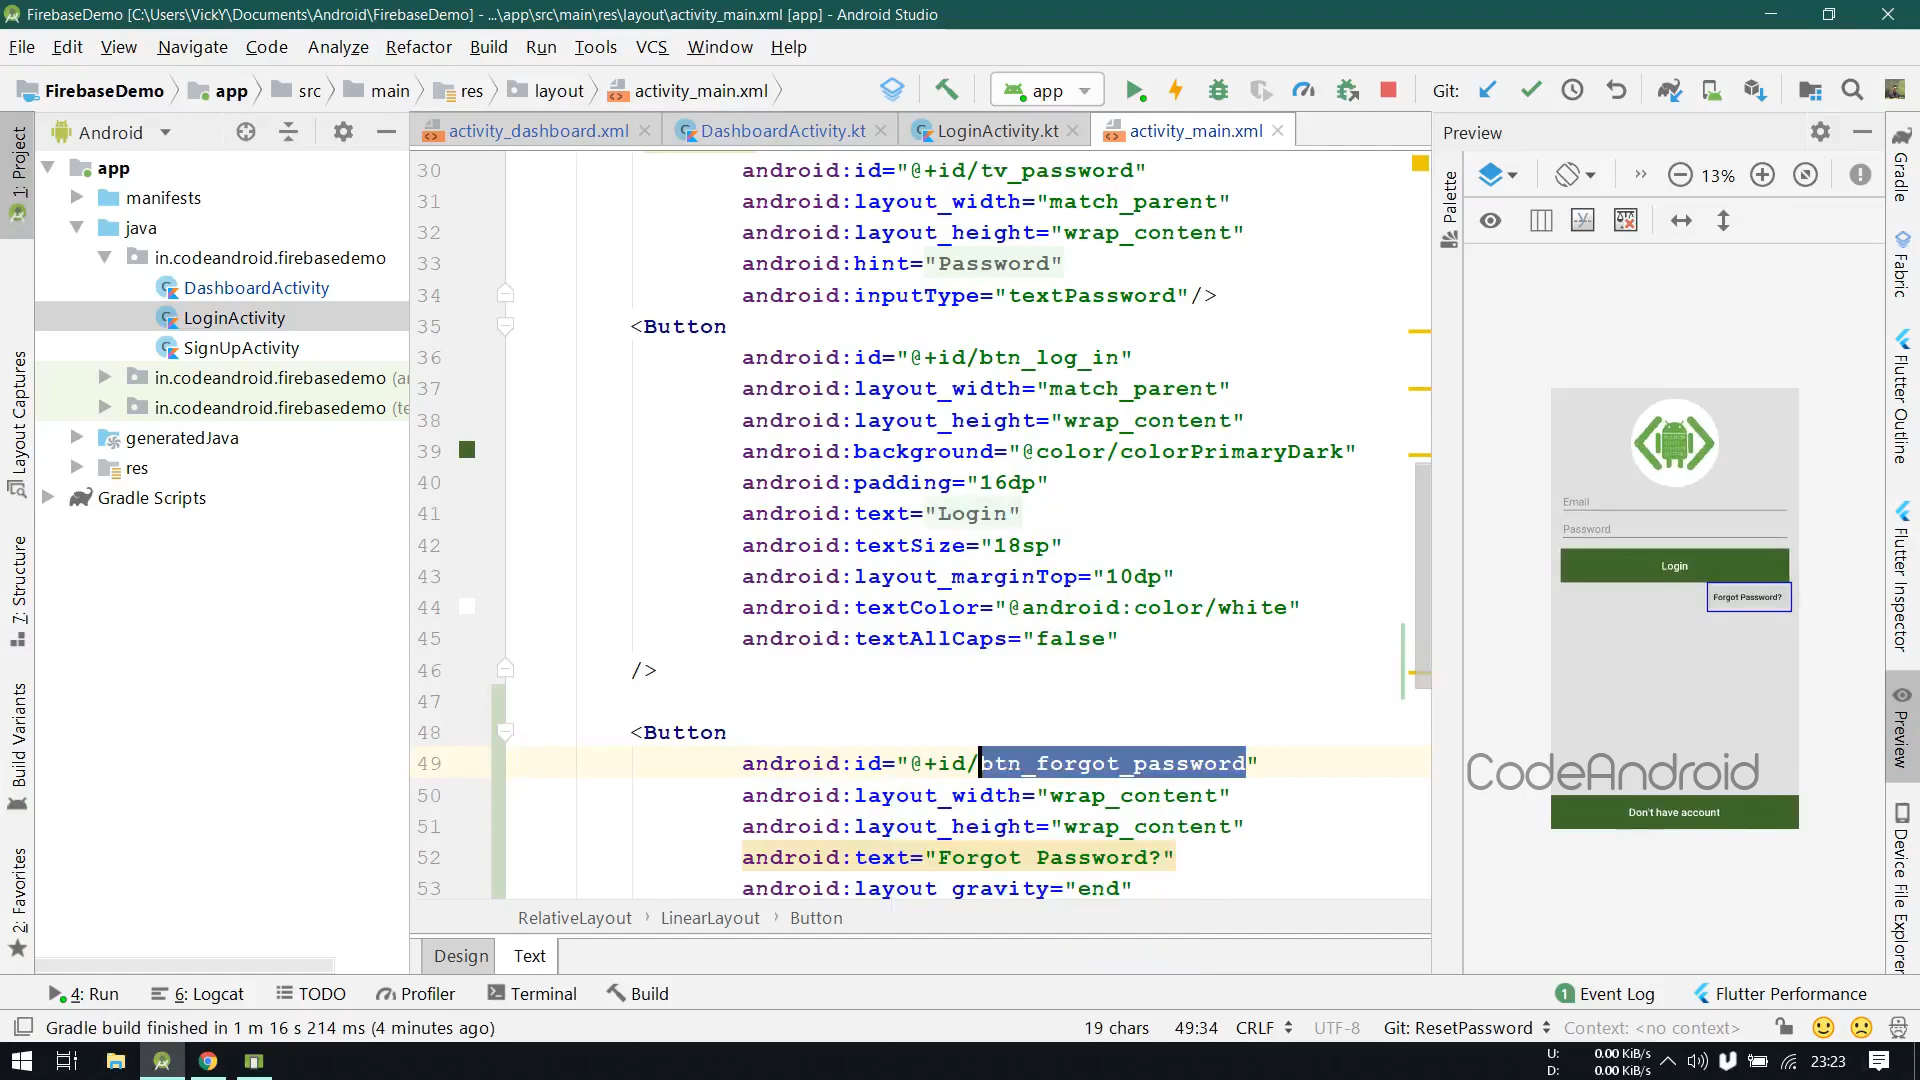 FirebaseDemo [C:\Users\VickY\Documents\Android\FirebaseDemo] - ...\app\src\main\res\layout\activity_main.xml [app] - Android Studio
File Edit View Navigate Code Analyze Refactor Build Run Tools VCS Window Help
FirebaseDemo app src main res layout activity_main.xml app Git:
Android
activity_dashboard.xml DashboardActivity.kt LoginActivity.kt activity_main.xml
Preview
13%
app
manifests
java
in.codeandroid.firebasedemo
DashboardActivity
LoginActivity
SignUpActivity
in.codeandroid.firebasedemo (a
in.codeandroid.firebasedemo (te
generatedJava
res
Gradle Scripts
1: Project
Layout Captures
7: Structure
Build Variants
2: Favorites
30 android:id="@+id/tv_password"
31 android:layout_width="match_parent"
32 android:layout_height="wrap_content"
33 android:hint="Password"
34 android:inputType="textPassword"/>
35 <Button
36 android:id="@+id/btn_log_in"
37 android:layout_width="match_parent"
38 android:layout_height="wrap_content"
39 android:background="@color/colorPrimaryDark"
40 android:padding="16dp"
41 android:text="Login"
42 android:textSize="18sp"
43 android:layout_marginTop="10dp"
44 android:textColor="@android:color/white"
45 android:textAllCaps="false"
46 />
47
48 <Button
49 android:id="@+id/btn_forgot_password"
50 android:layout_width="wrap_content"
51 android:layout_height="wrap_content"
52 android:text="Forgot Password?"
53 android:layout_gravity="end"
RelativeLayout LinearLayout Button
Design Text
Palette
Email
Password
Login
Forgot Password?
CodeAndroid
Don't have account
Gradle
Fabric
Flutter Outline
Flutter Inspector
Preview
Device File Explorer
4: Run 6: Logcat TODO Profiler Terminal Build 1 Event Log Flutter Performance
Gradle build finished in 1 m 16 s 214 ms (4 minutes ago) 19 chars 49:34 CRLF UTF-8 Git: ResetPassword Context: <no context>
U: 0.00 KiB/s
D: 0.00 KiB/s
23:23